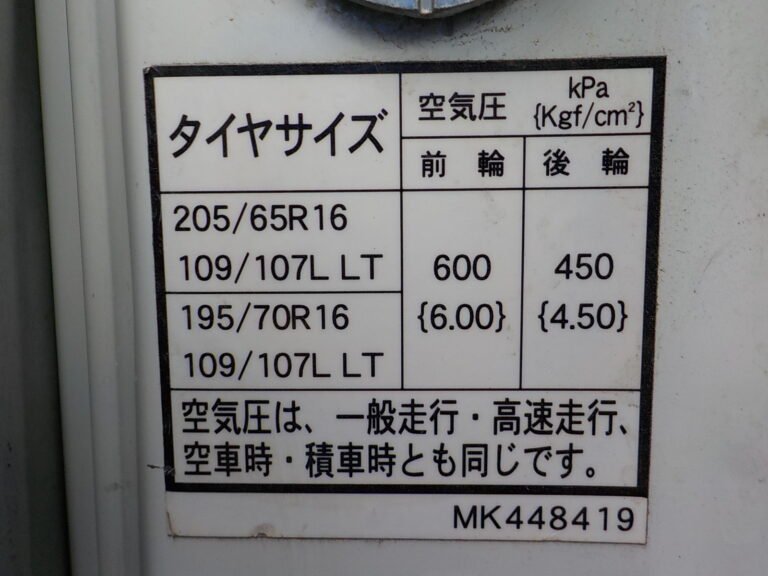 タイヤサイズ
空気圧 kPa
{Kgf/cm²}
前輪 後輪
205/65R16
109/107L LT
195/70R16
109/107L LT
600
{6.00}
450
{4.50}
空気圧は、一般走行・高速走行、
空車時・積車時とも同じです。
MK448419